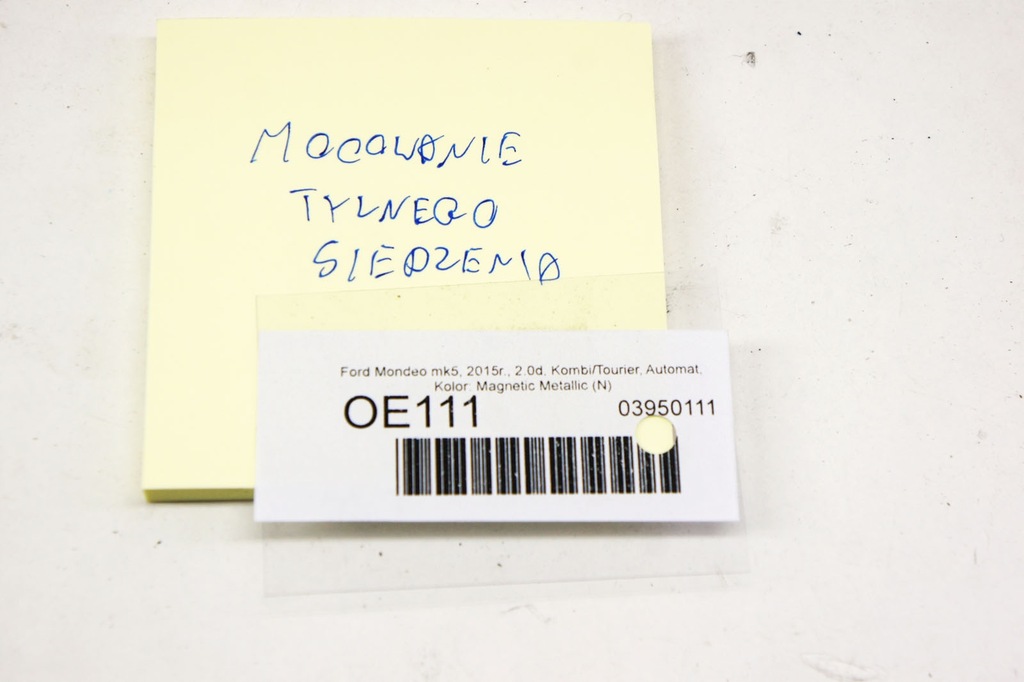 MOCOWANIE
TYLNEGO
SIEDZENIA
Ford Mondeo mk5, 2015r., 2.0d, Kombi/Tourier, Automat,
Kolor: Magnetic Metallic (N)
OE111
03950111